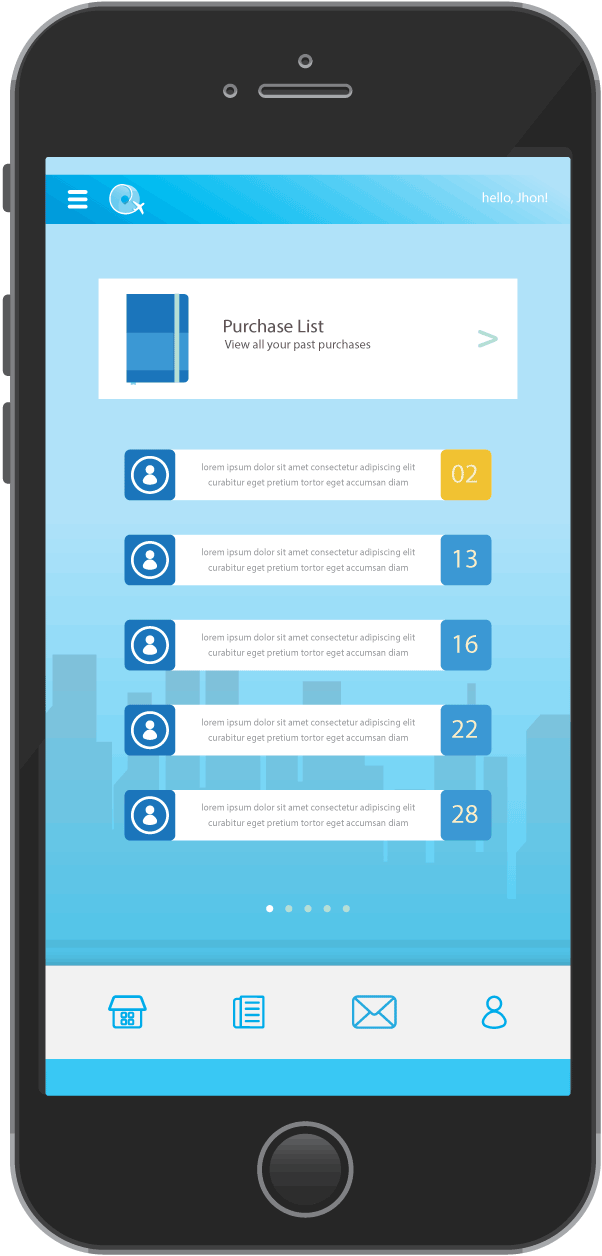 hello, Jhon!
Purchase List
View all your past purchases
>
lorem ipsum dolor sit amet consectetur adipiscing elit
curabitur eget pretium tortor eget accumsan diam
02
lorem ipsum dolor sit amet consectetur adipiscing elit
curabitur eget pretium tortor eget accumsan diam
13
lorem ipsum dolor sit amet consectetur adipiscing elit
curabitur eget pretium tortor eget accumsan diam
16
lorem ipsum dolor sit amet consectetur adipiscing elit
curabitur eget pretium tortor eget accumsan diam
22
lorem ipsum dolor sit amet consectetur adipiscing elit
curabitur eget pretium tortor eget accumsan diam
28